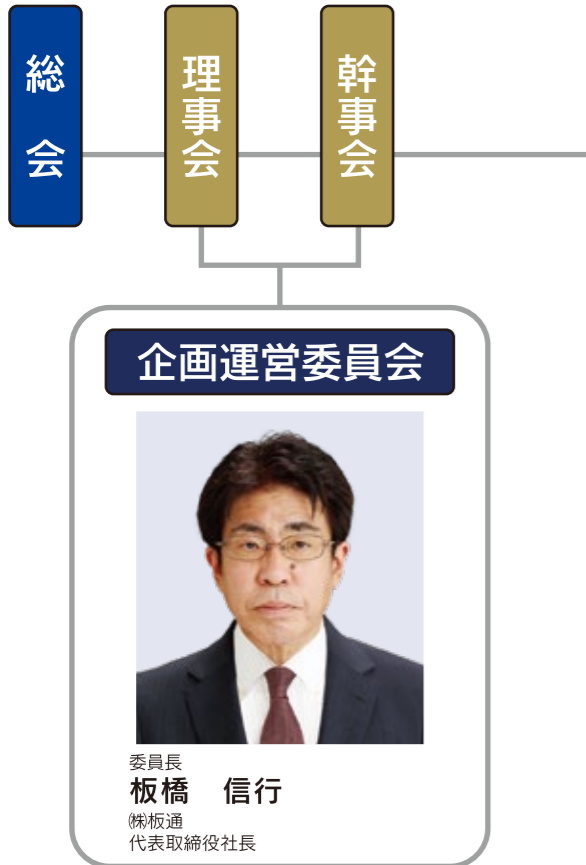 総会
理事会
幹事会
企画運営委員会
委員長
板橋　信行
㈱板通
代表取締役社長